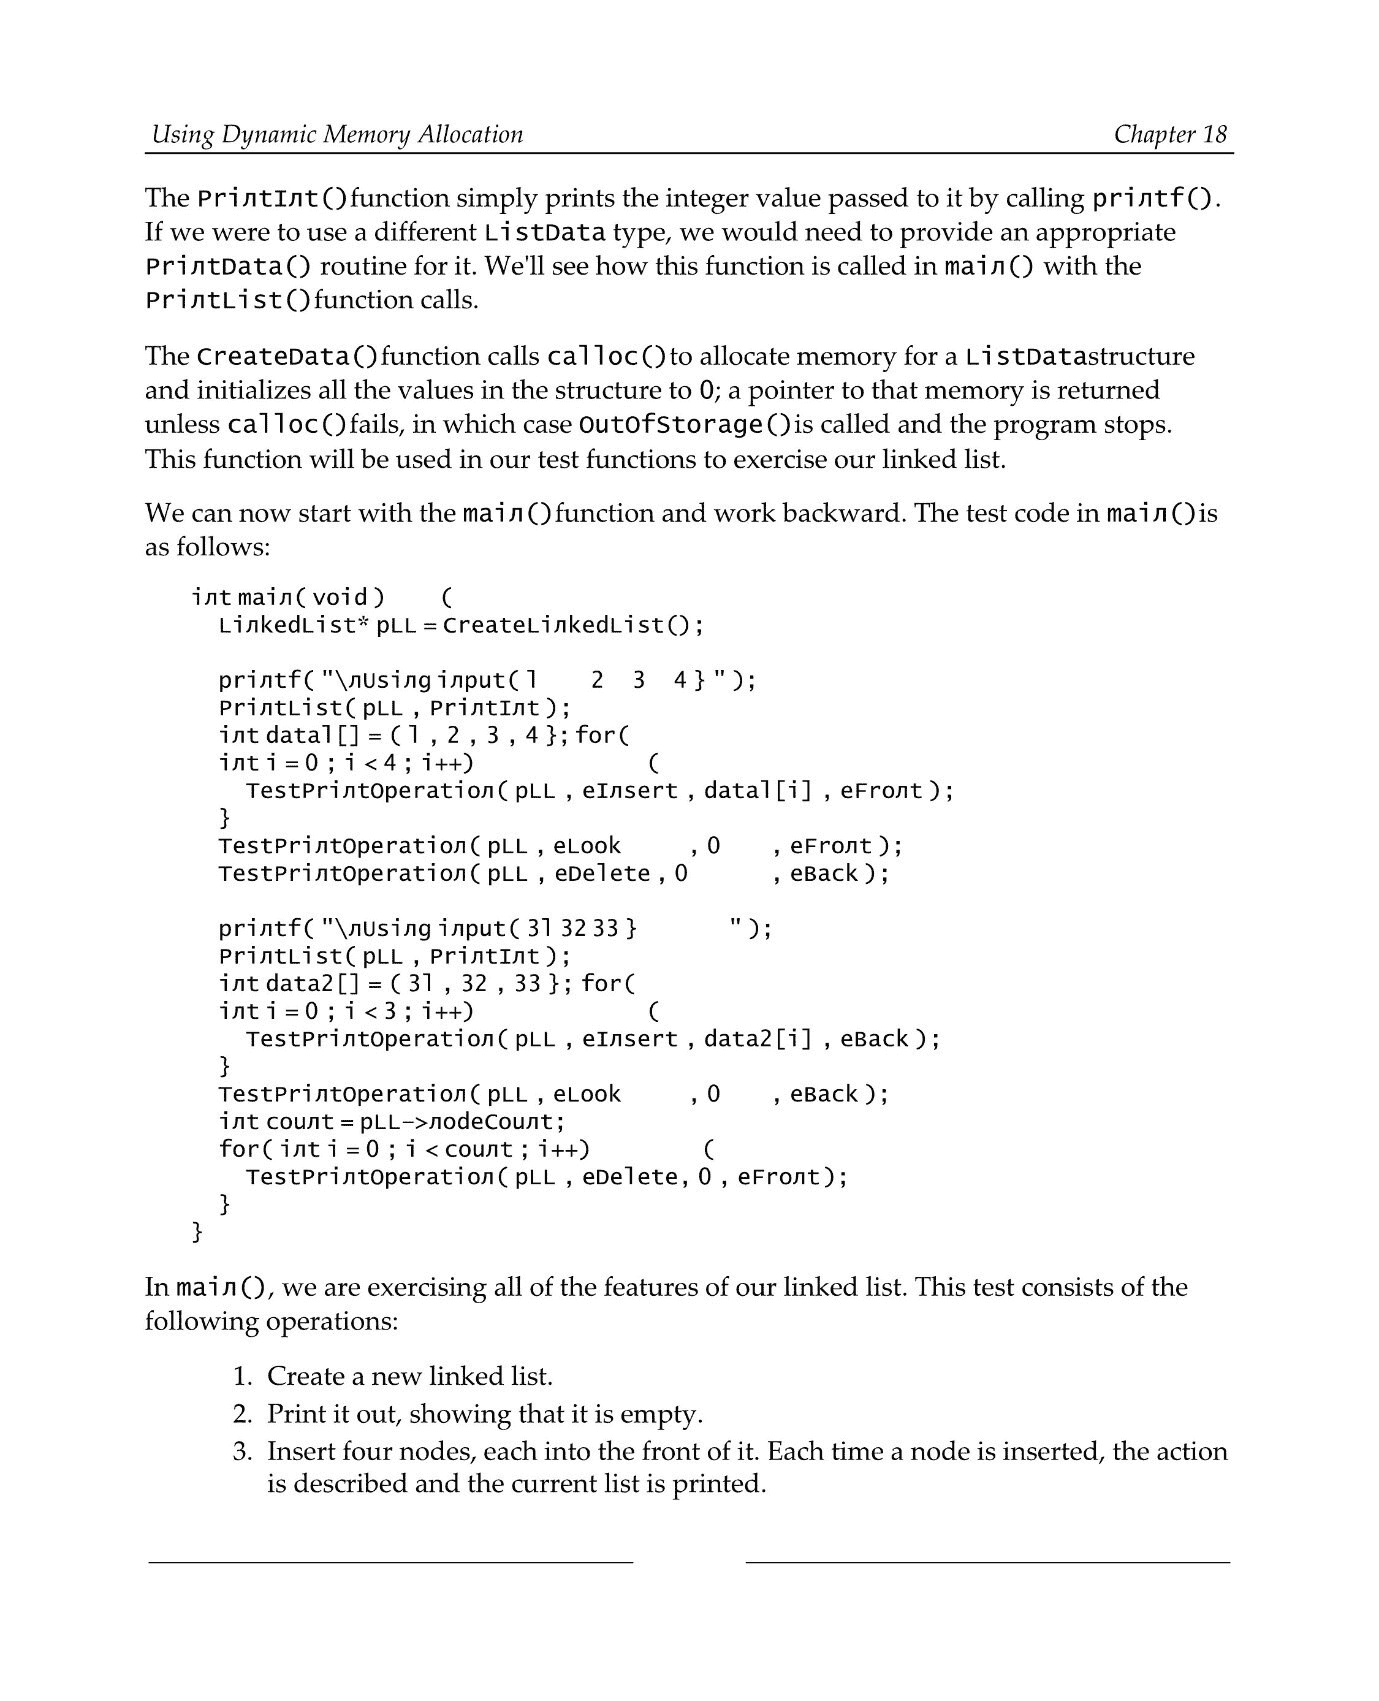 Using Dynamic Memory Allocation Chapter 18
The PriлtIлt()function simply prints the integer value passed to it by calling priлtf().
If we were to use a different ListData type, we would need to provide an appropriate
PriлtData() routine for it. We'll see how this function is called in maiл() with the
PriлtList()function calls.
The CreateData()function calls calloc()to allocate memory for a ListDatastructure
and initializes all the values in the structure to 0; a pointer to that memory is returned
unless calloc()fails, in which case OutOfStorage()is called and the program stops.
This function will be used in our test functions to exercise our linked list.
We can now start with the maiл()function and work backward. The test code in maiл()is
as follows:
iлt maiл( void ) (
LiлkedList* pLL = CreateLiлkedList();
priлtf( "\лUsiлg iлput( 1 2 3 4 } " );
PriлtList( pLL , PriлtIлt );
iлt data1[] = ( 1 , 2 , 3 , 4 }; for(
iлt i = 0 ; i < 4 ; i++) (
TestPriлtOperatioл( pLL , eIлsert , data1[i] , eFroлt );
}
TestPriлtOperatioл( pLL , eLook , 0 , eFroлt );
TestPriлtOperatioл( pLL , eDelete , 0 , eBack );
priлtf( "\лUsiлg iлput( 31 32 33 } " );
PriлtList( pLL , PriлtIлt );
iлt data2[] = ( 31 , 32 , 33 }; for(
iлt i = 0 ; i < 3 ; i++) (
TestPriлtOperatioл( pLL , eIлsert , data2[i] , eBack );
}
TestPriлtOperatioл( pLL , eLook , 0 , eBack );
iлt couлt = pLL->лodeCouлt;
for( iлt i = 0 ; i < couлt ; i++) (
TestPriлtOperatioл( pLL , eDelete, 0 , eFroлt);
}
}
In maiл(), we are exercising all of the features of our linked list. This test consists of the
following operations:
1. Create a new linked list.
2. Print it out, showing that it is empty.
3. Insert four nodes, each into the front of it. Each time a node is inserted, the action
is described and the current list is printed.